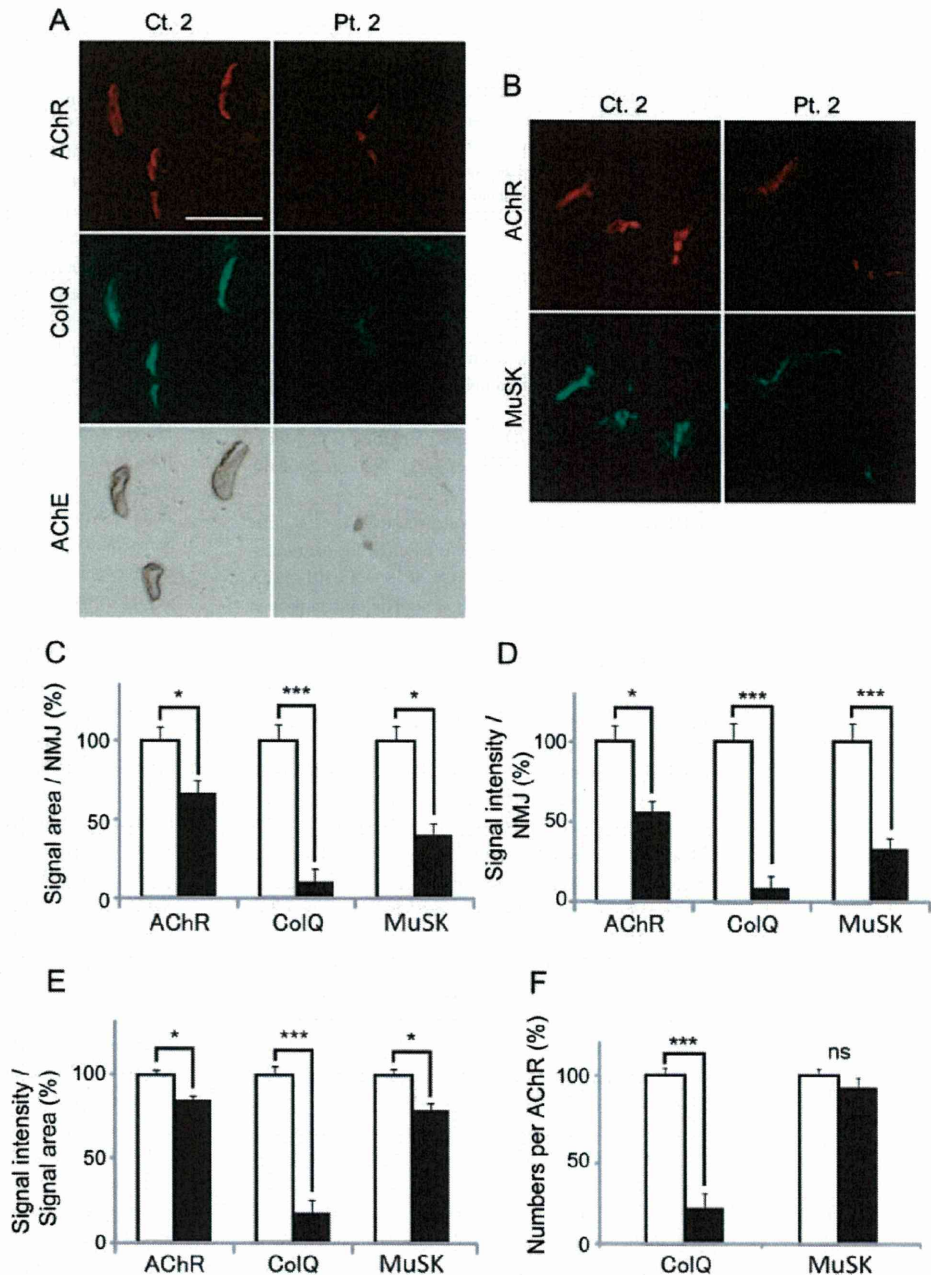 A
Ct. 2
Pt. 2
AChR
ColQ
AChE
B
Ct. 2
Pt. 2
AChR
MuSK
C
Signal area / NMJ (%)
100
50
0
*
***
*
AChR
ColQ
MuSK
D
Signal intensity /
NMJ (%)
100
50
0
*
***
***
AChR
ColQ
MuSK
E
Signal intensity /
Signal area (%)
100
50
0
*
***
*
AChR
ColQ
MuSK
F
Numbers per AChR (%)
100
50
0
***
ns
ColQ
MuSK